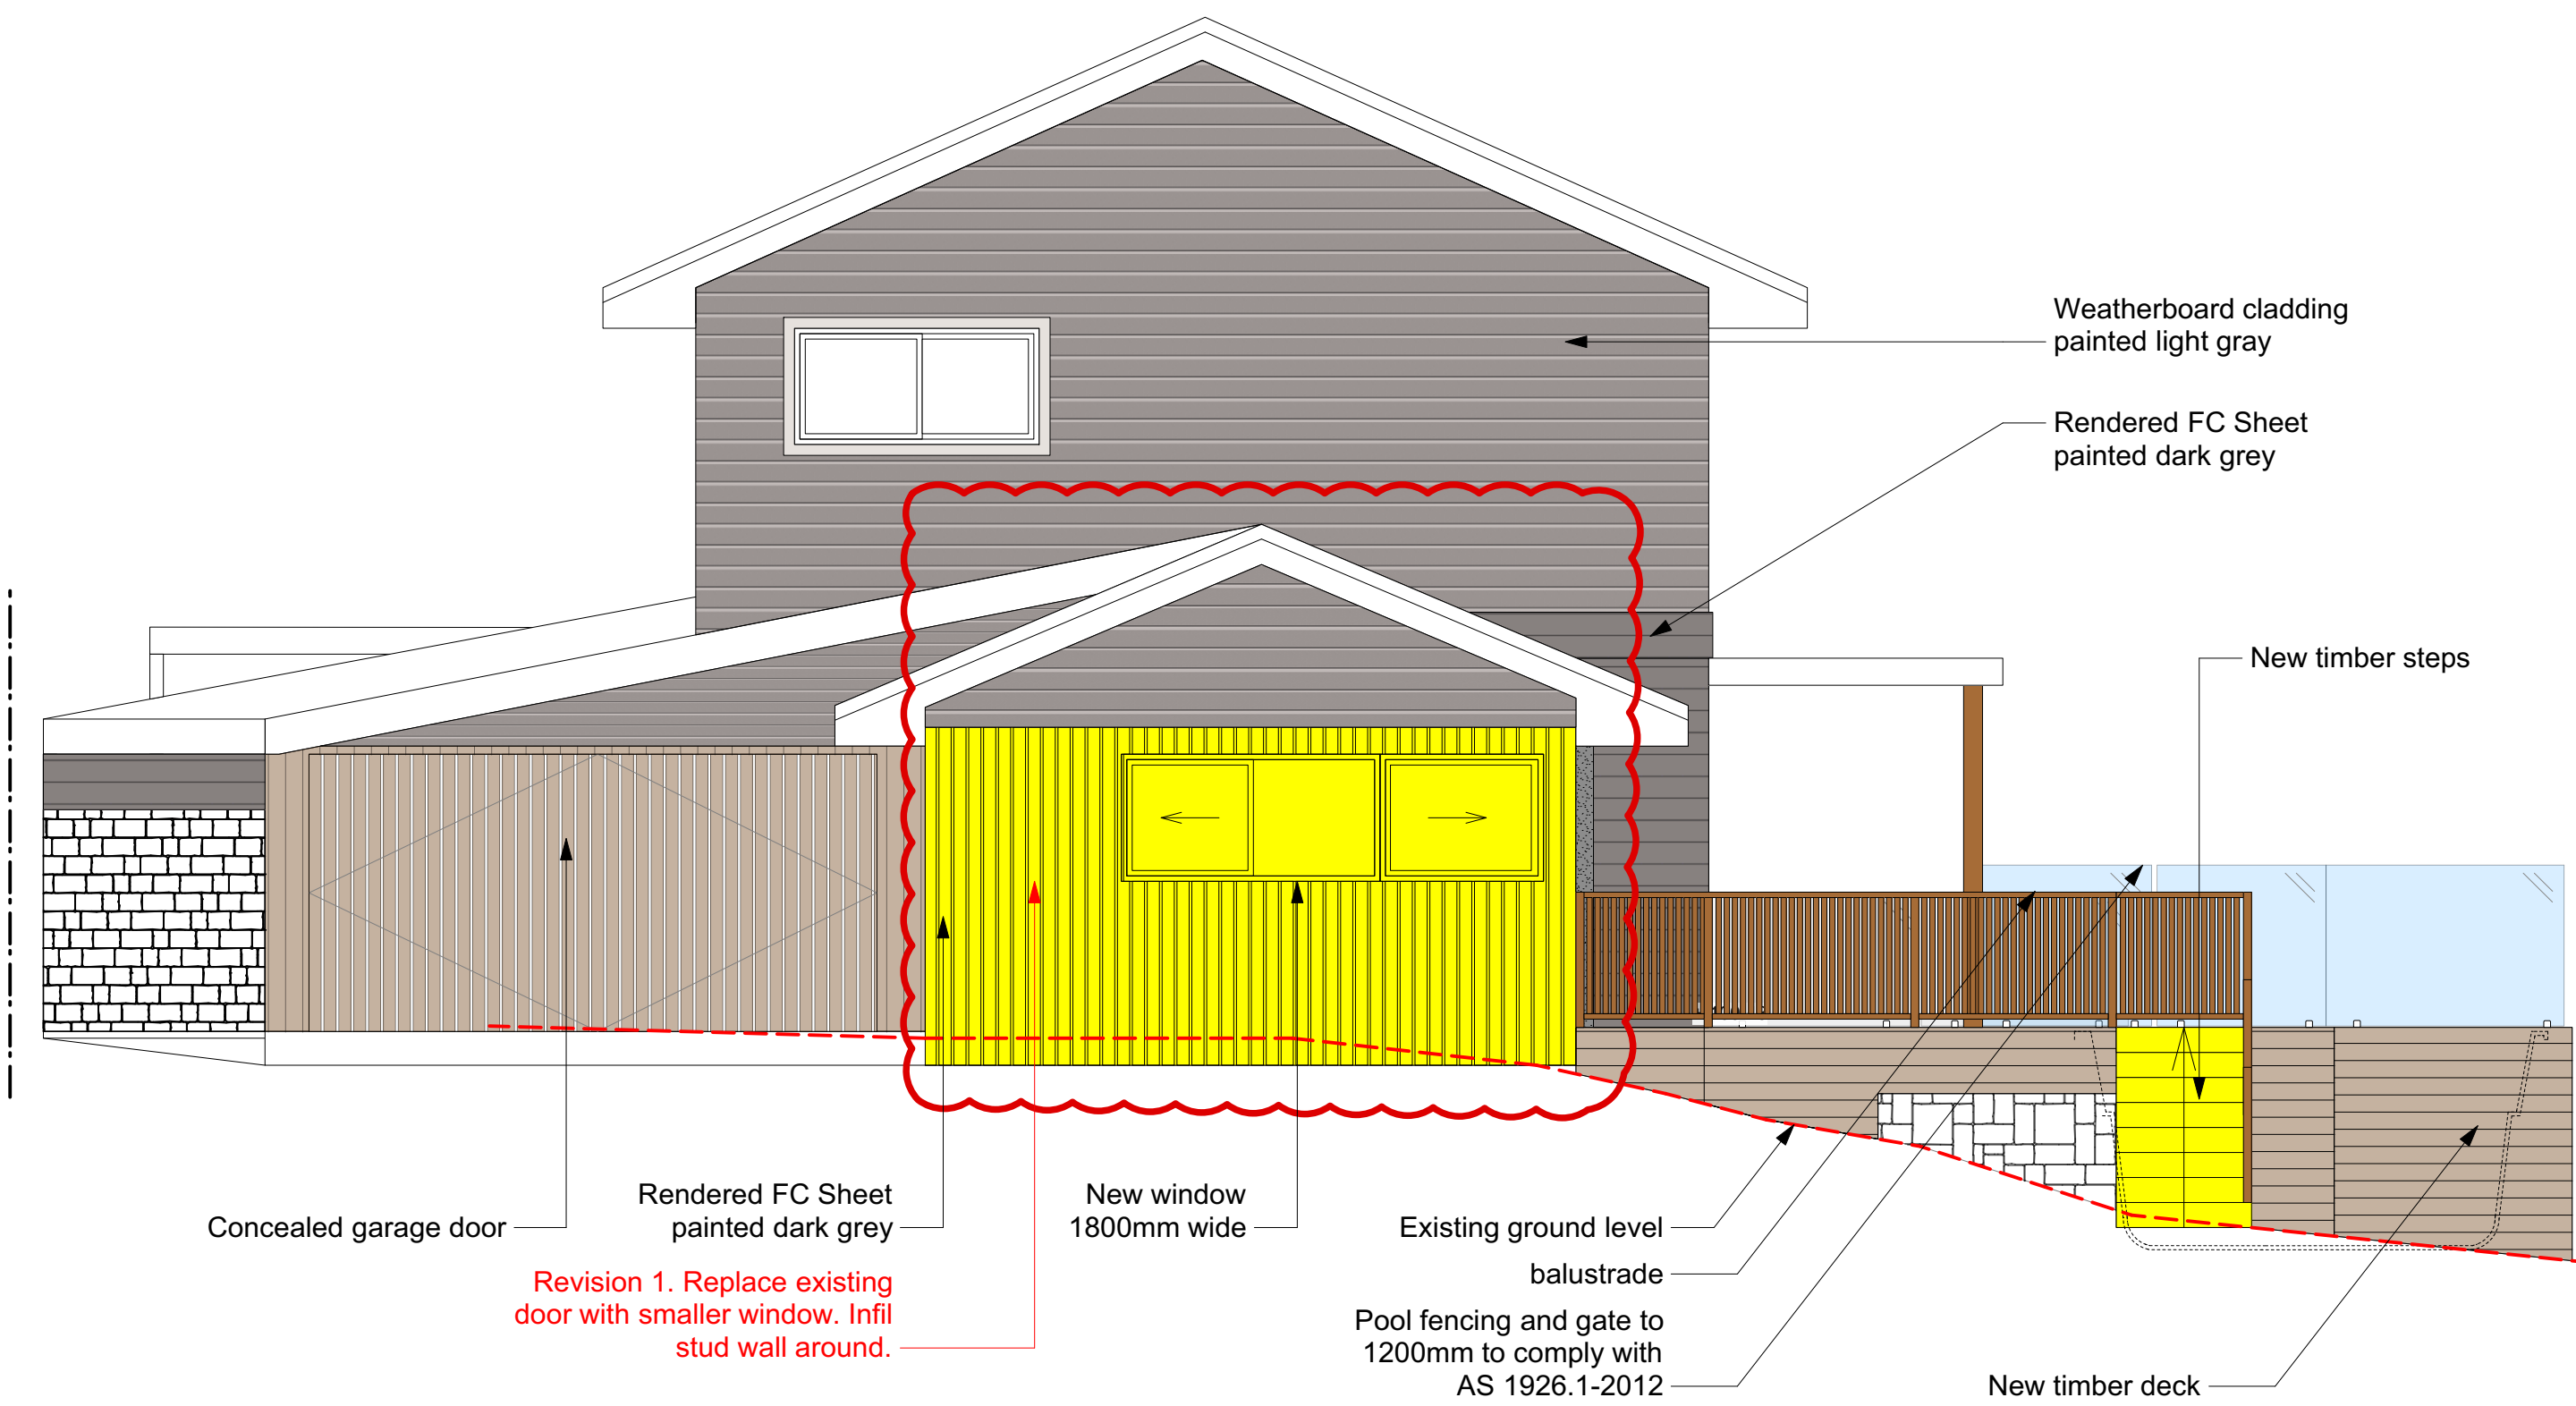 Weatherboard cladding
painted light gray
Rendered FC Sheet
painted dark grey
New timber steps
Concealed garage door
Rendered FC Sheet
painted dark grey
Revision 1. Replace existing
door with smaller window. Infil
stud wall around.
New window
1800mm wide
Existing ground level
balustrade
Pool fencing and gate to
1200mm to comply with
AS 1926.1-2012
New timber deck